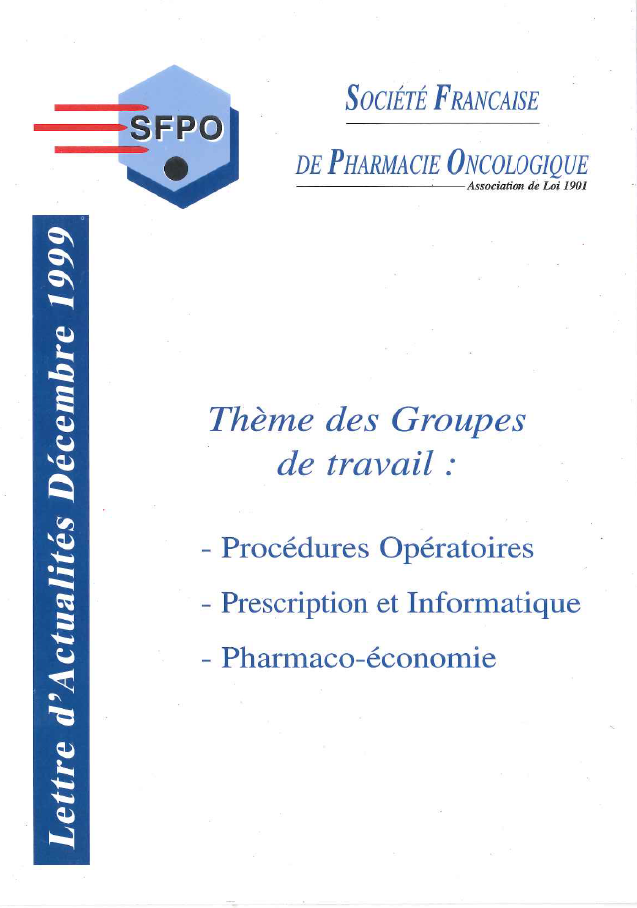 SFPO
SOCIÉTÉ FRANCAISE
DE PHARMACIE ONCOLOGIQUE
Association de Loi 1901
Lettre d'Actualités Décembre 1999
Thème des Groupes
de travail :
- Procédures Opératoires
- Prescription et Informatique
- Pharmaco-économie